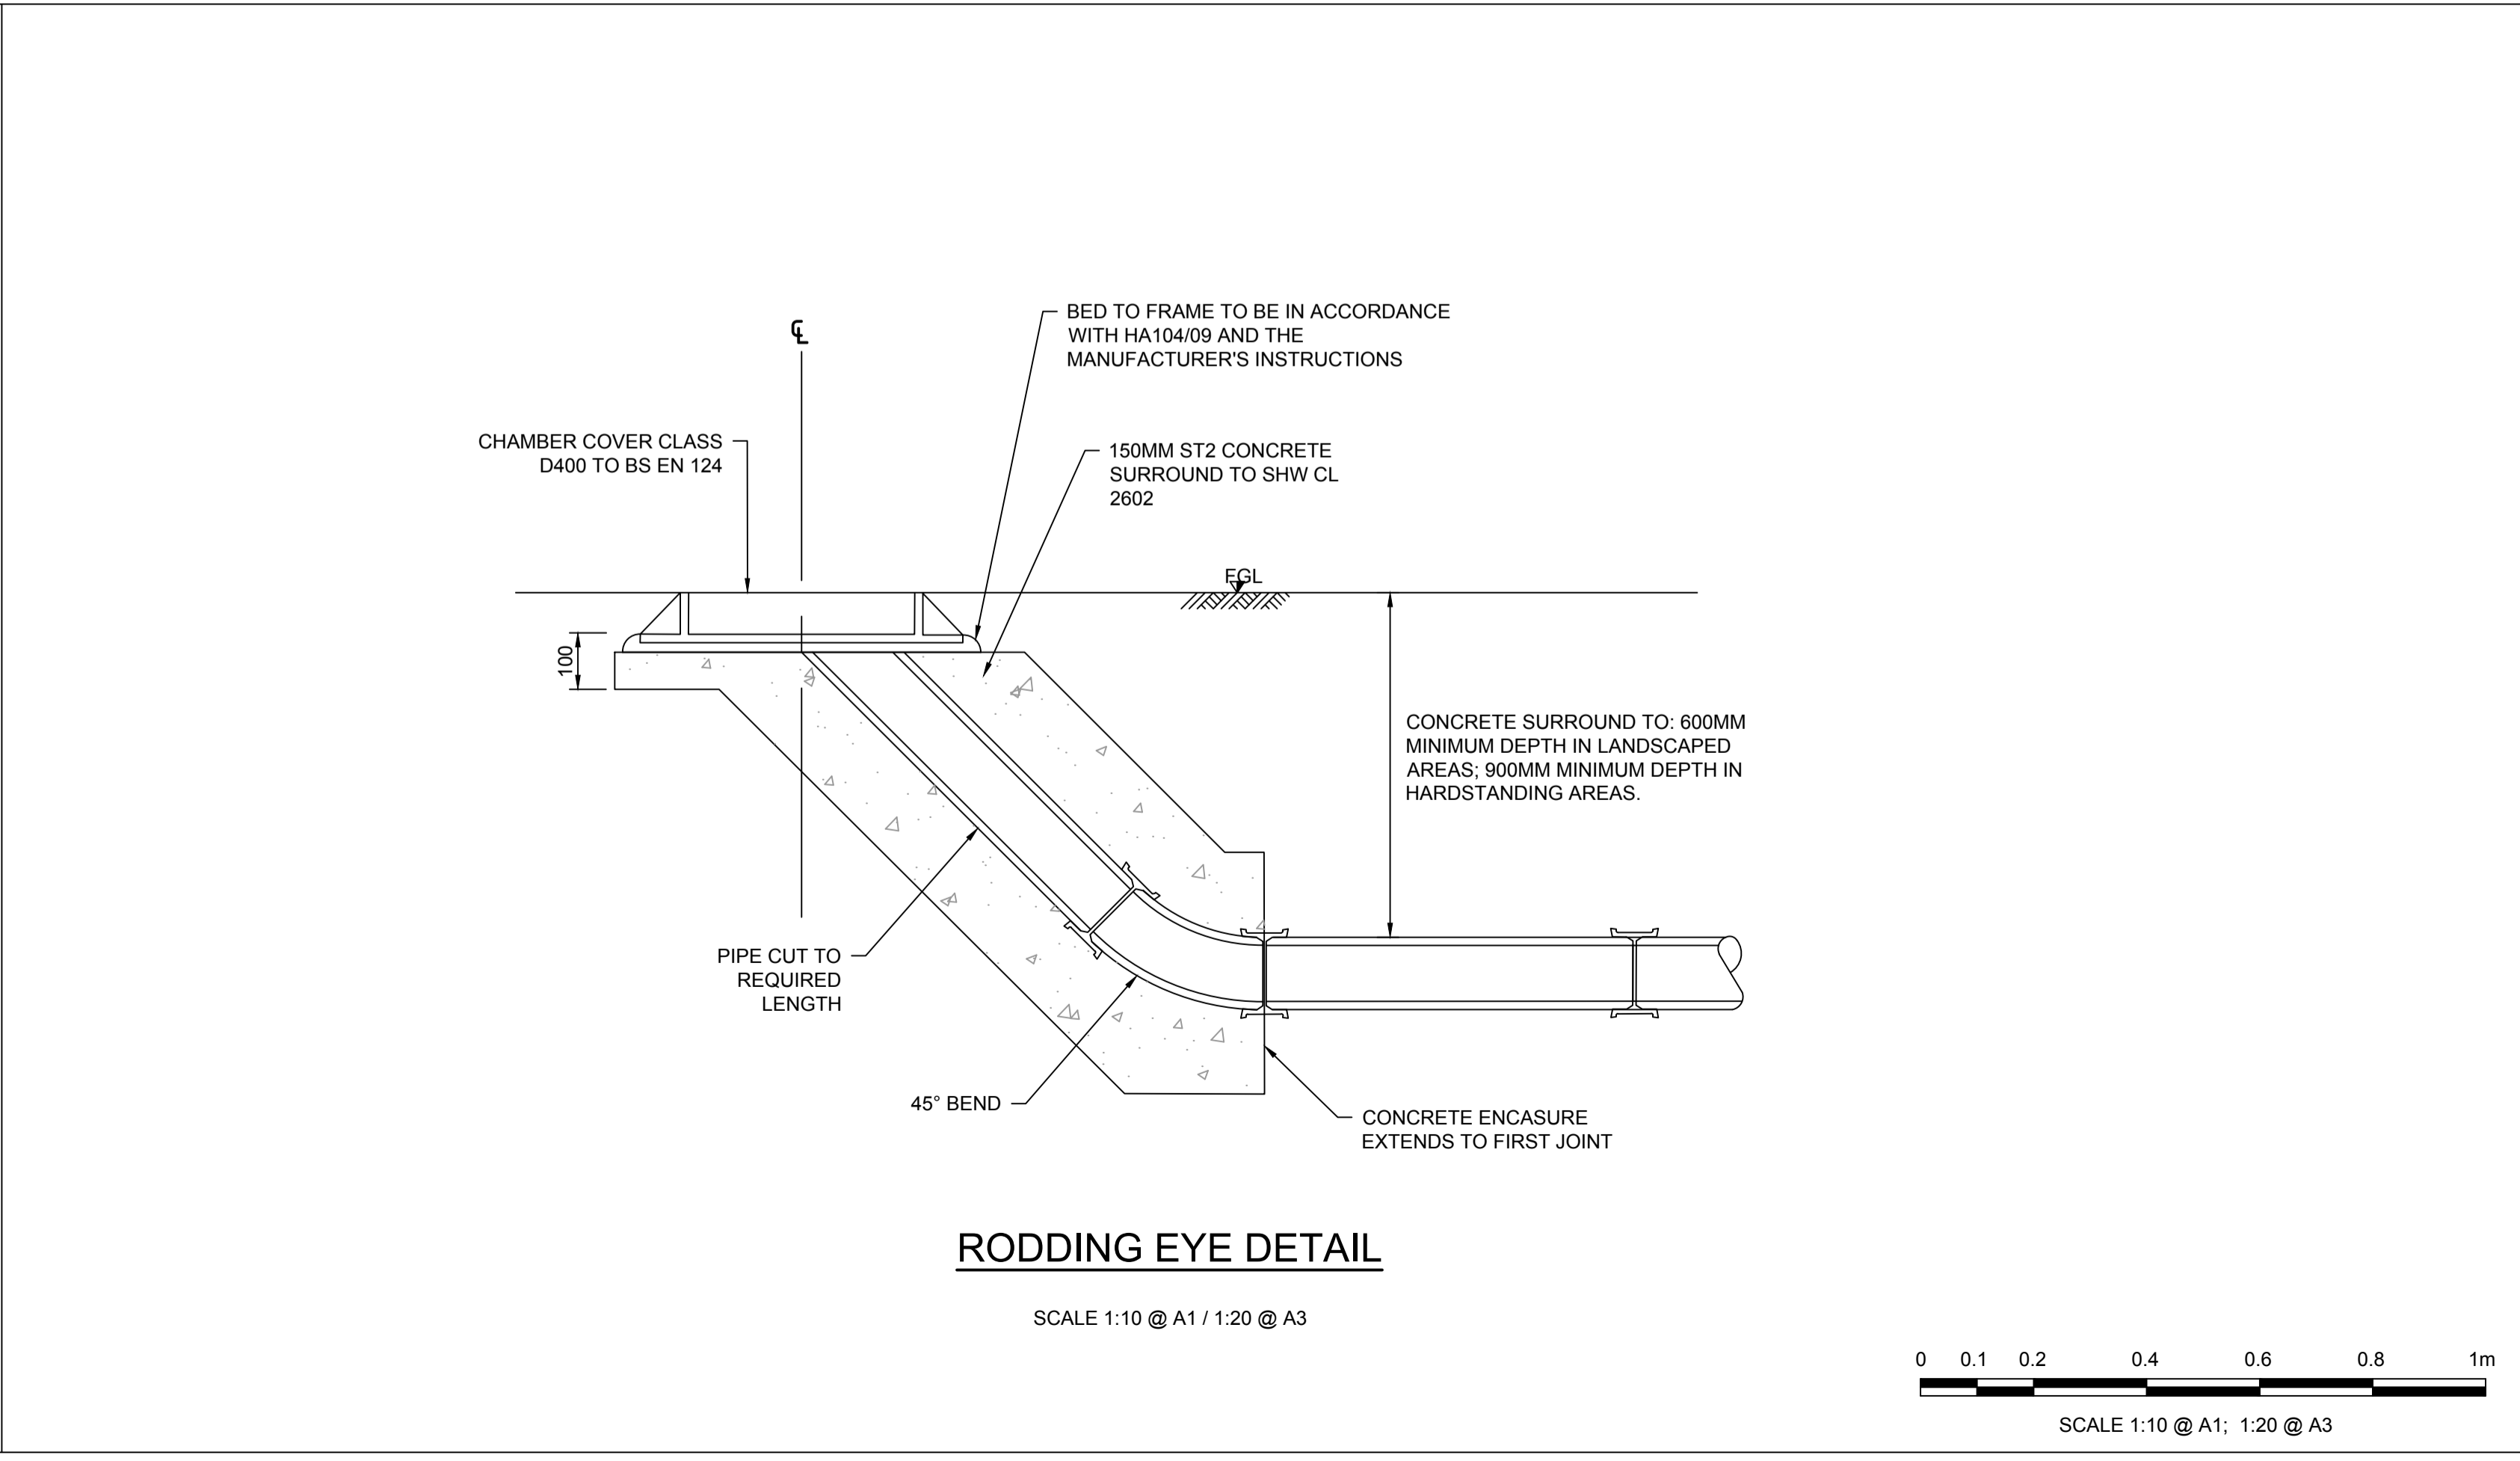 BED TO FRAME TO BE IN ACCORDANCE
WITH HA104/09 AND THE
MANUFACTURER'S INSTRUCTIONS
℄
CHAMBER COVER CLASS
D400 TO BS EN 124
150MM ST2 CONCRETE
SURROUND TO SHW CL
2602
FGL
100
CONCRETE SURROUND TO: 600MM
MINIMUM DEPTH IN LANDSCAPED
AREAS; 900MM MINIMUM DEPTH IN
HARDSTANDING AREAS.
PIPE CUT TO
REQUIRED
LENGTH
45° BEND
CONCRETE ENCASURE
EXTENDS TO FIRST JOINT
RODDING EYE DETAIL
SCALE 1:10 @ A1 / 1:20 @ A3
0 0.1 0.2 0.4 0.6 0.8 1m
SCALE 1:10 @ A1; 1:20 @ A3